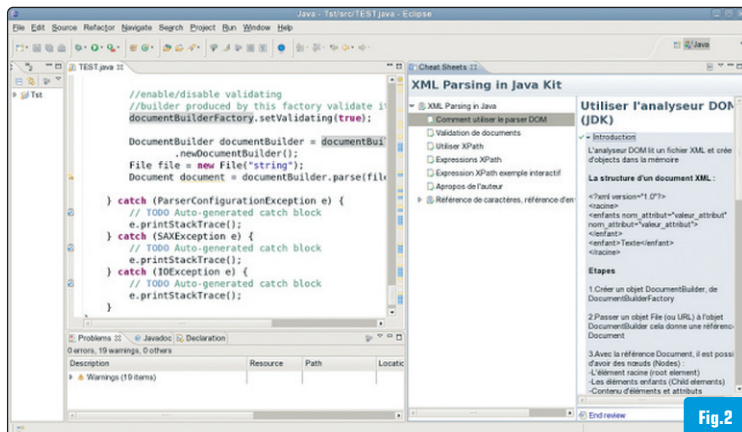 Java - Tst/src/TEST.java - Eclipse
File Edit Source Refactor Navigate Search Project Run Window Help
Java
TEST.java
//enable/disable validating
//builder produced by this factory validate i
documentBuilderFactory.setValidating(true);
DocumentBuilder documentBuilder = documentBui
.newDocumentBuilder();
File file = new File("string");
Document document = documentBuilder.parse(file
} catch (ParserConfigurationException e) {
// TODO Auto-generated catch block
e.printStackTrace();
} catch (SAXException e) {
// TODO Auto-generated catch block
e.printStackTrace();
} catch (IOException e) {
// TODO Auto-generated catch block
e.printStackTrace();
}
Tst
Problems Javadoc Declaration
0 errors, 19 warnings, 0 others
Description Resource Path Locatic
Warnings (19 items)
Cheat Sheets
XML Parsing in Java Kit
XML Parsing in Java
Comment utiliser le parser DOM
Validation de documents
Utiliser XPath
Expressions XPath
Expression XPath exemple interactif
Apropos de l'auteur
Référence de caractères, référence d'en
Utiliser l'analyseur DOM
(JDK)
Introduction
L'analyseur DOM lit un fichier XML et crée
d'objets dans la mémoire
La structure d'un document XML :
<?xml version="1.0"?>
<racine>
<enfants nom_attribut="valeur_attribut"
nom_attribut="valeur_attribut">
</enfant>
<enfant>Texte</enfant>
</racine>
Etapes
1.Créer un objet DocumentBuilder, de
DocumentBuilderFactory
2.Passer un objet File (ou URL) à l'objet
DocumentBuilder cela donne une référenc
Document
3.Avec la référence Document, il est possi
d'avoir des nœuds (Nodes) :
-L'élément racine (root element)
-Les éléments enfants (Child elements)
-Contenu d'éléments et attributs
End review
Fig.2